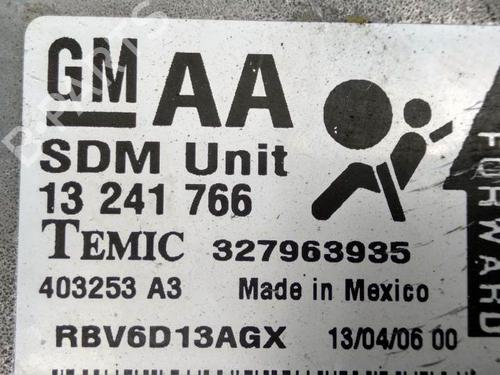 GM AA
SDM Unit
13 241 766
TEMIC 327963935
403253 A3 Made in Mexico
RBV6D13AGX 13/04/06 00
FORWARD